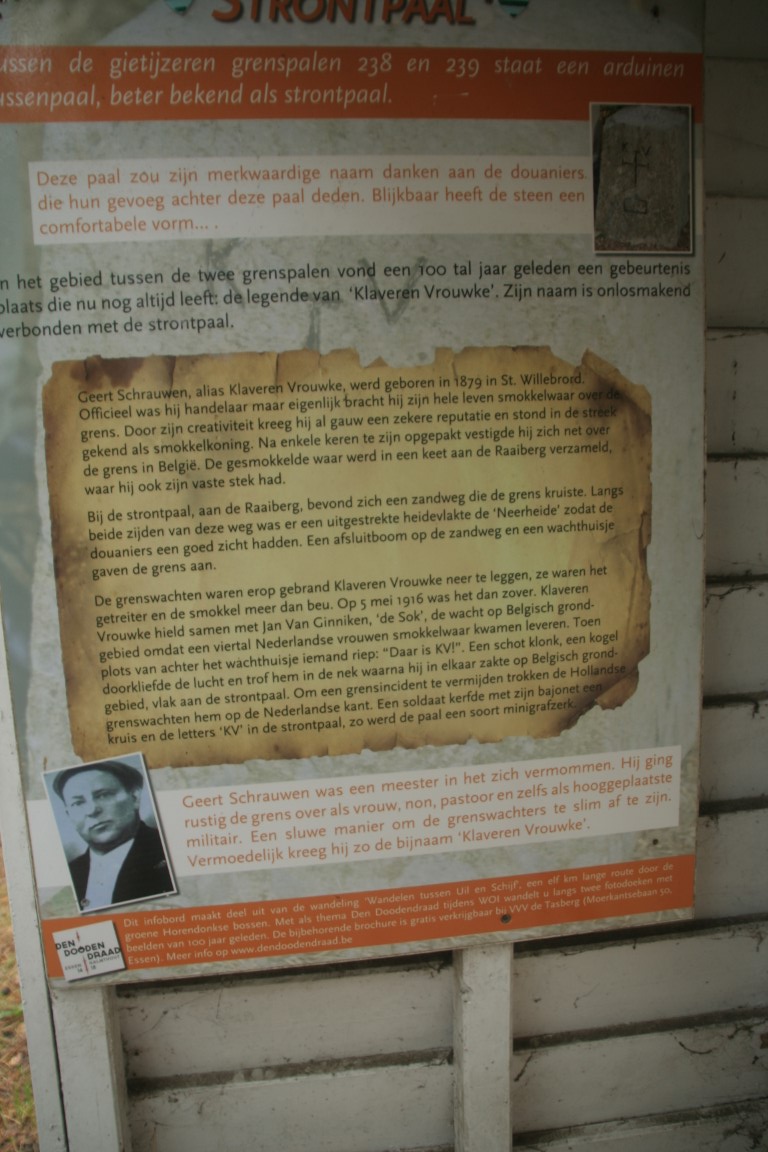 STRONTPAAL
ussen de gietijzeren grenspalen 238 en 239 staat een arduinen
ussenpaal, beter bekend als strontpaal.
Deze paal zou zijn merkwaardige naam danken aan de douaniers
die hun gevoeg achter deze paal deden. Blijkbaar heeft de steen een
comfortabele vorm... .
K V
n het gebied tussen de twee grenspalen vond een 100 tal jaar geleden een gebeurtenis
plaats die nu nog altijd leeft: de legende van 'Klaveren Vrouwke'. Zijn naam is onlosmakend
verbonden met de strontpaal.
Geert Schrauwen, alias Klaveren Vrouwke, werd geboren in 1879 in St. Willebrord.
Officieel was hij handelaar maar eigenlijk bracht hij zijn hele leven smokkelwaar over de
grens. Door zijn creativiteit kreeg hij al gauw een zekere reputatie en stond in de streek
gekend als smokkelkoning. Na enkele keren te zijn opgepakt vestigde hij zich net over
de grens in België. De gesmokkelde waar werd in een keet aan de Raaiberg verzameld,
waar hij ook zijn vaste stek had.
Bij de strontpaal, aan de Raaiberg, bevond zich een zandweg die de grens kruiste. Langs
beide zijden van deze weg was er een uitgestrekte heidevlakte de 'Neerheide' zodat de
douaniers een goed zicht hadden. Een afsluitboom op de zandweg en een wachthuisje
gaven de grens aan.
De grenswachten waren erop gebrand Klaveren Vrouwke neer te leggen, ze waren het
getreiter en de smokkel meer dan beu. Op 5 mei 1916 was het dan zover. Klaveren
Vrouwke hield samen met Jan Van Ginniken, 'de Sok', de wacht op Belgisch grond-
gebied omdat een viertal Nederlandse vrouwen smokkelwaar kwamen leveren. Toen
plots van achter het wachthuisje iemand riep: "Daar is KV!". Een schot klonk, een kogel
doorkliefde de lucht en trof hem in de nek waarna hij in elkaar zakte op Belgisch grond-
gebied, vlak aan de strontpaal. Om een grensincident te vermijden trokken de Hollandse
grenswachten hem op de Nederlandse kant. Een soldaat kerfde met zijn bajonet een
kruis en de letters 'KV' in de strontpaal, zo werd de paal een soort minigrafzerk.
Geert Schrauwen was een meester in het zich vermommen. Hij ging
rustig de grens over als vrouw, non, pastoor en zelfs als hooggeplaatste
militair. Een sluwe manier om de grenswachters te slim af te zijn.
Vermoedelijk kreeg hij zo de bijnaam 'Klaveren Vrouwke'.
Dit infobord maakt deel uit van de wandeling 'Wandelen tussen Uil en Schijf', een elf km lange route door de
groene Horendonkse bossen. Met als thema Den Doodendraad tijdens WOI wandelt u langs twee fotodoeken met
beelden van 100 jaar geleden. De bijbehorende brochure is gratis verkrijgbaar bij VVV de Tasberg (Moerkantsebaan 50,
Essen). Meer info op www.dendoodendraad.be
DEN
DOODEN
DRAAD